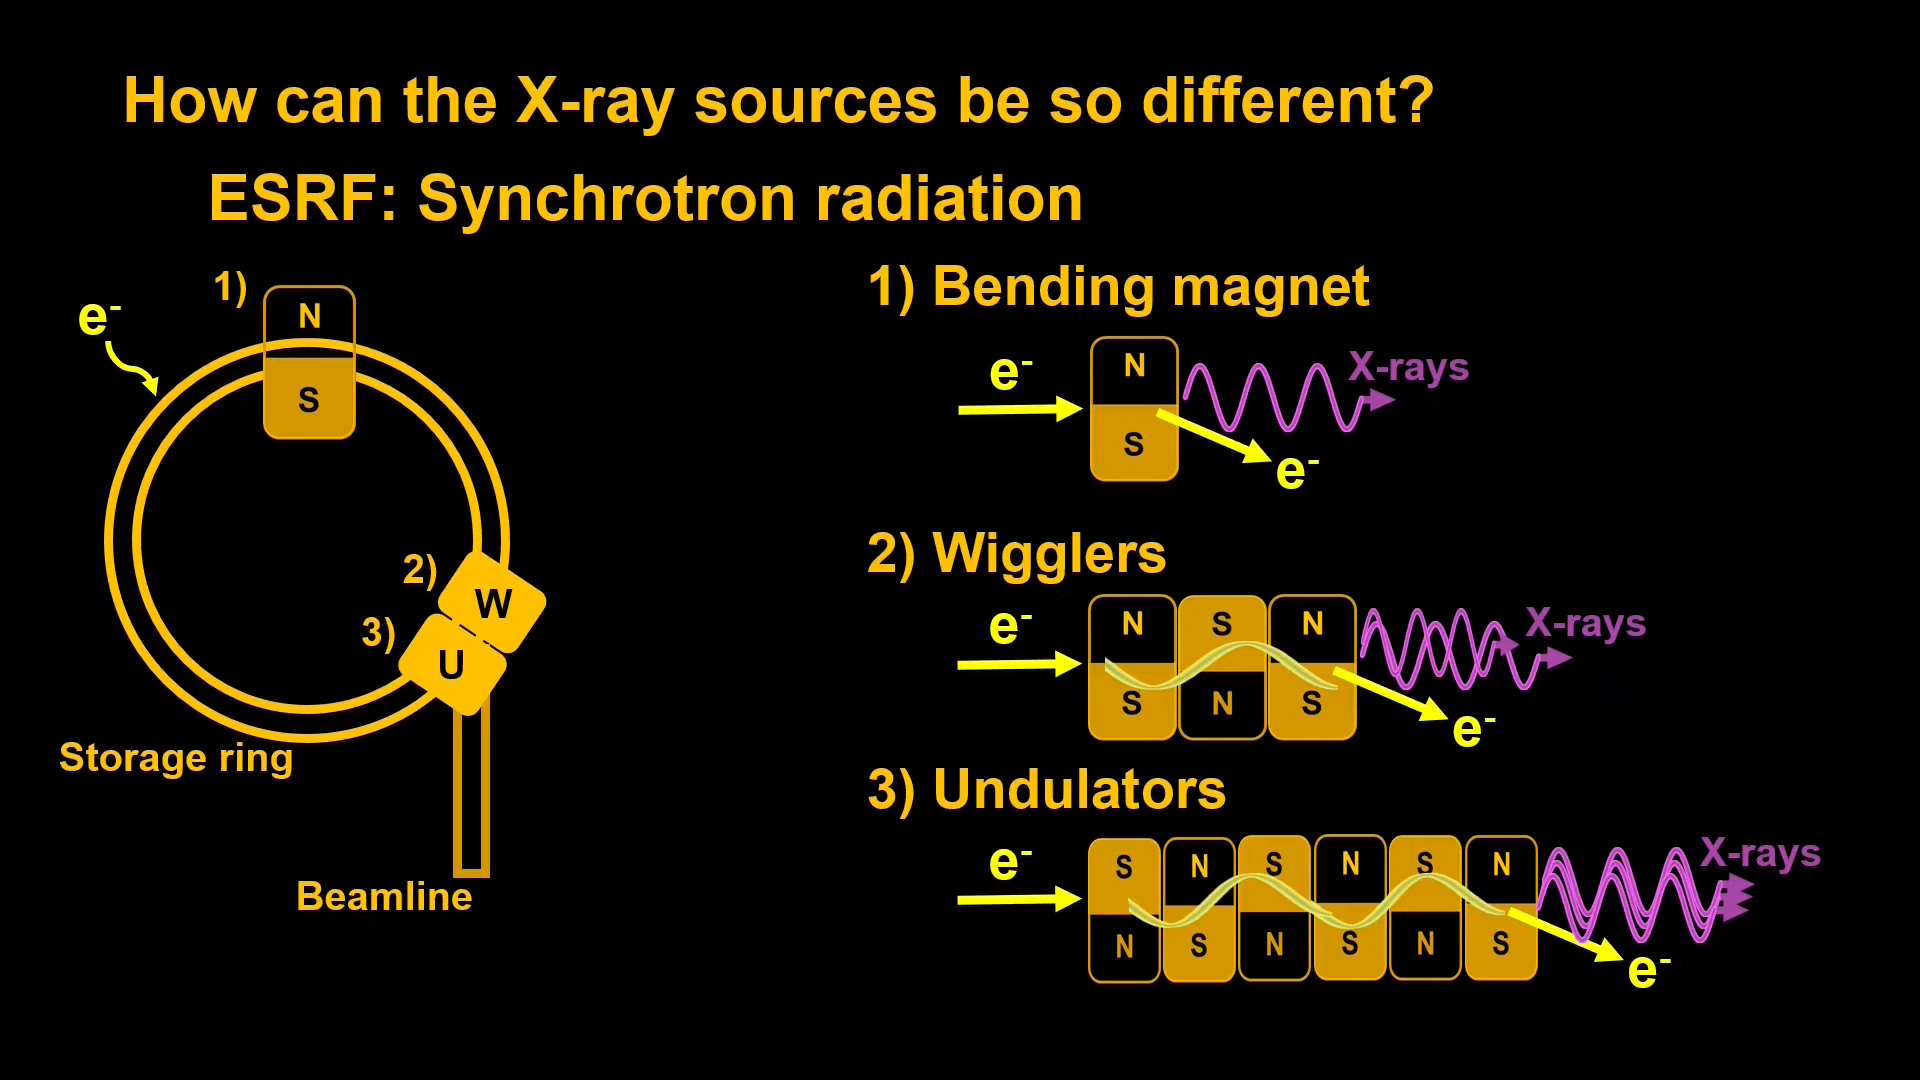 How can the X-ray sources be so different?
ESRF: Synchrotron radiation
1)
e-
N
S
2)
W
3)
U
Storage ring
Beamline
1) Bending magnet
e-
N
S
X-rays
e-
2) Wigglers
e-
N S N
S N S
X-rays
e-
3) Undulators
e-
S N S N S N
N S N S N S
X-rays
e-